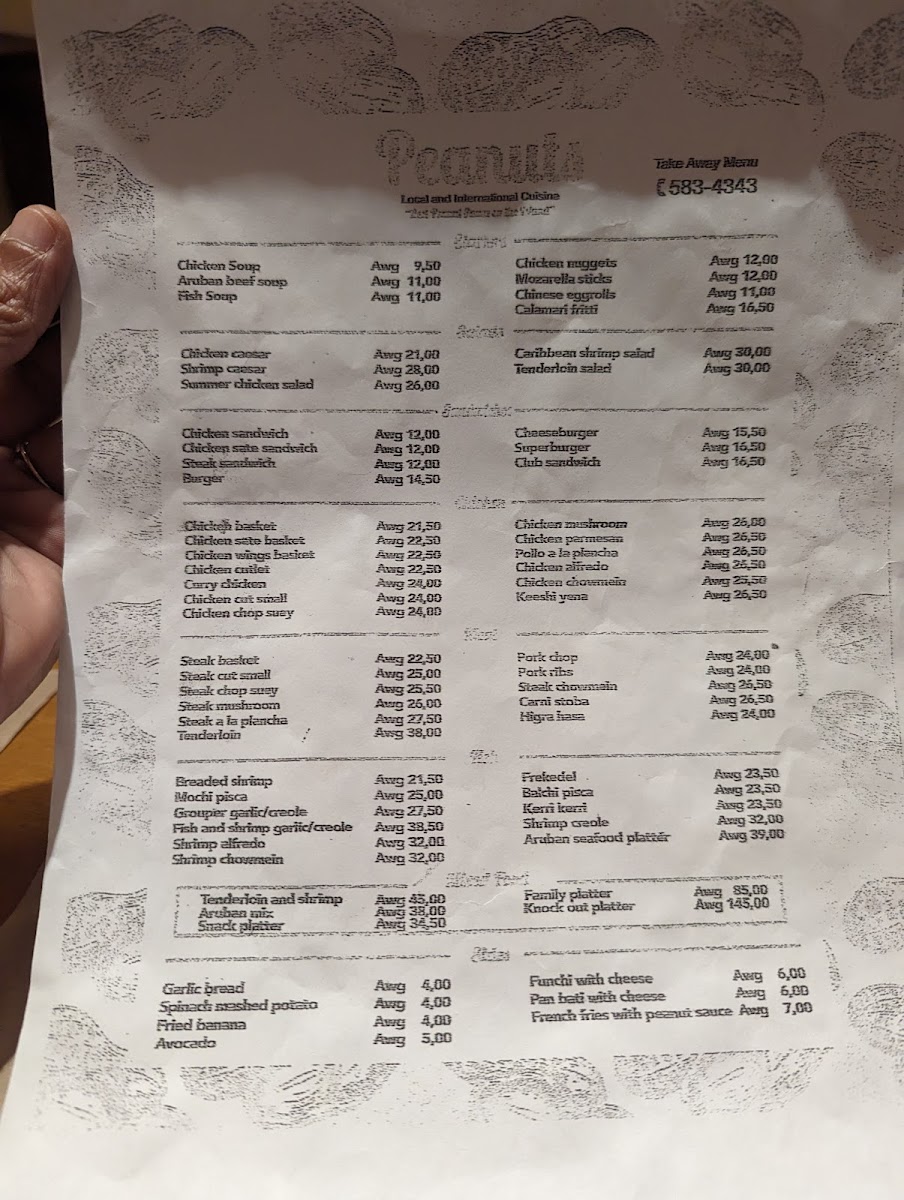 Peanuts
Take Away Menu
583-4343
Local and International Cuisine
Starters
Chicken Soup Awg 9,50
Aruban beef soup Awg 11,00
Fish Soup Awg 11,00
Chicken nuggets Awg 12,00
Mozarella sticks Awg 12,00
Chinese eggrolls Awg 11,00
Calamari fritti Awg 16,50
Salads
Chicken caesar Awg 21,00
Shrimp caesar Awg 28,00
Summer chicken salad Awg 26,00
Caribbean shrimp salad Awg 30,00
Tenderloin salad Awg 30,00
Sandwiches
Chicken sandwich Awg 12,00
Chicken sate sandwich Awg 12,00
Steak sandwich Awg 12,00
Burger Awg 14,50
Cheeseburger Awg 15,50
Superburger Awg 16,50
Club sandwich Awg 16,50
Chicken
Chicken basket Awg 21,50
Chicken sate basket Awg 22,50
Chicken wings basket Awg 22,50
Chicken cutlet Awg 22,50
Curry chicken Awg 24,00
Chicken cut small Awg 24,00
Chicken chop suey Awg 24,00
Chicken mushroom Awg 26,00
Chicken parmesan Awg 26,50
Pollo a la plancha Awg 26,50
Chicken alfredo Awg 26,50
Chicken chowmein Awg 25,50
Keeshi yena Awg 26,50
Meat
Steak basket Awg 22,50
Steak cut small Awg 25,00
Steak chop suey Awg 25,50
Steak mushroom Awg 26,00
Steak a la plancha Awg 27,50
Tenderloin Awg 38,00
Pork chop Awg 24,00
Pork ribs Awg 24,00
Steak chowmein Awg 26,50
Carni stoba Awg 26,50
Higra hasa Awg 24,00
Fish
Breaded shrimp Awg 21,50
Mochi pisca Awg 25,00
Grouper garlic/creole Awg 27,50
Fish and shrimp garlic/creole Awg 38,50
Shrimp alfredo Awg 32,00
Shrimp chowmein Awg 32,00
Frekedel Awg 23,50
Balchi pisca Awg 23,50
Kerri kerri Awg 23,50
Shrimp creole Awg 32,00
Aruban seafood platter Awg 39,00
Mixed
Tenderloin and shrimp Awg 45,00
Aruban mix Awg 38,00
Snack platter Awg 34,50
Family platter Awg 85,00
Knock out platter Awg 145,00
Sides
Garlic bread Awg 4,00
Spinach mashed potato Awg 4,00
Fried banana Awg 4,00
Avocado Awg 5,00
Funchi with cheese Awg 6,00
Pan bati with cheese Awg 6,00
French fries with peanut sauce Awg 7,00